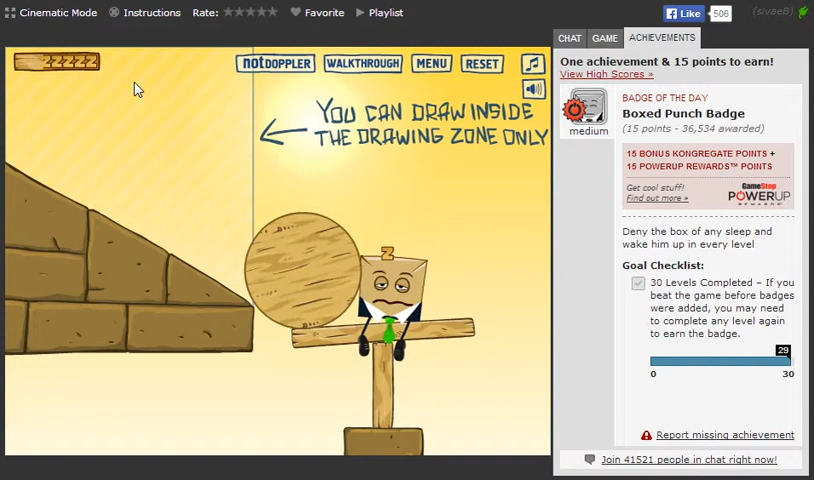 Cinematic Mode Instructions Rate: Favorite Playlist
Like 506
(sivaeB)
CHAT GAME ACHIEVEMENTS
zzzzz
notDOPPLER WALKTHROUGH MENU RESET
YOU CAN DRAW INSIDE
THE DRAWING ZONE ONLY
Z
One achievement & 15 points to earn!
View High Scores »
medium
BADGE OF THE DAY
Boxed Punch Badge
(15 points - 36,534 awarded)
15 BONUS KONGREGATE POINTS +
15 POWERUP REWARDS™ POINTS
Get cool stuff!
Find out more »
GameStop
POWERUP
REWARDS
Deny the box of any sleep and
wake him up in every level
Goal Checklist:
30 Levels Completed – If you
beat the game before badges
were added, you may need
to complete any level again
to earn the badge.
29
0 30
Report missing achievement
Join 41521 people in chat right now!